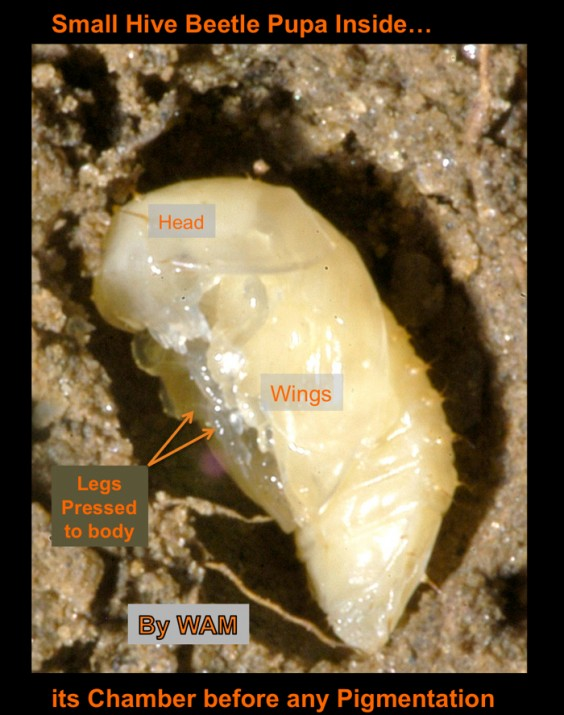 Small Hive Beetle Pupa Inside…
Head
Wings
Legs
Pressed
to body
By WAM
its Chamber before any Pigmentation